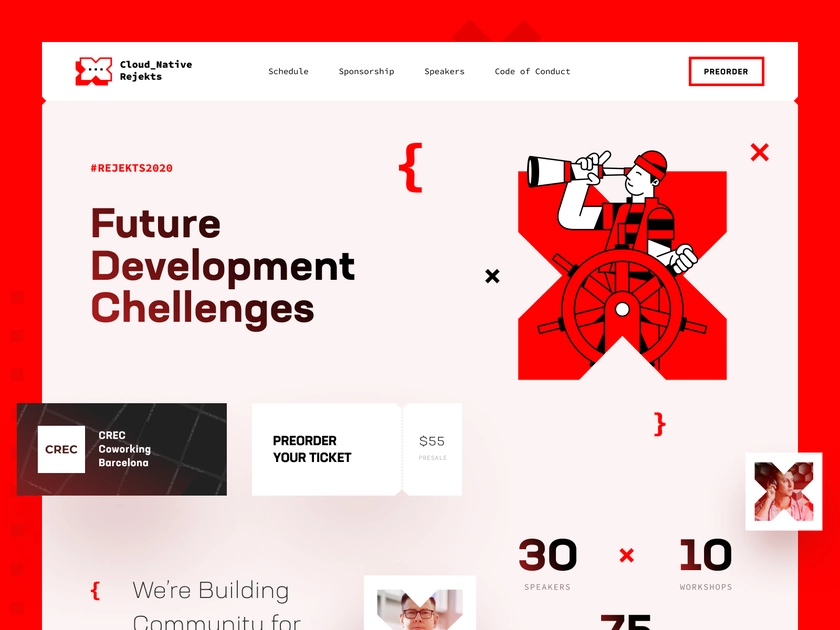 Cloud_Native
Rejekts
Schedule
Sponsorship
Speakers
Code of Conduct
PREORDER
#REJEKTS2020
{
Future
Development
Chellenges
}
CREC
CREC
Coworking
Barcelona
PREORDER
YOUR TICKET
$55
PRESALE
30
SPEAKERS
×
10
WORKSHOPS
75
{
We're Building
Community for